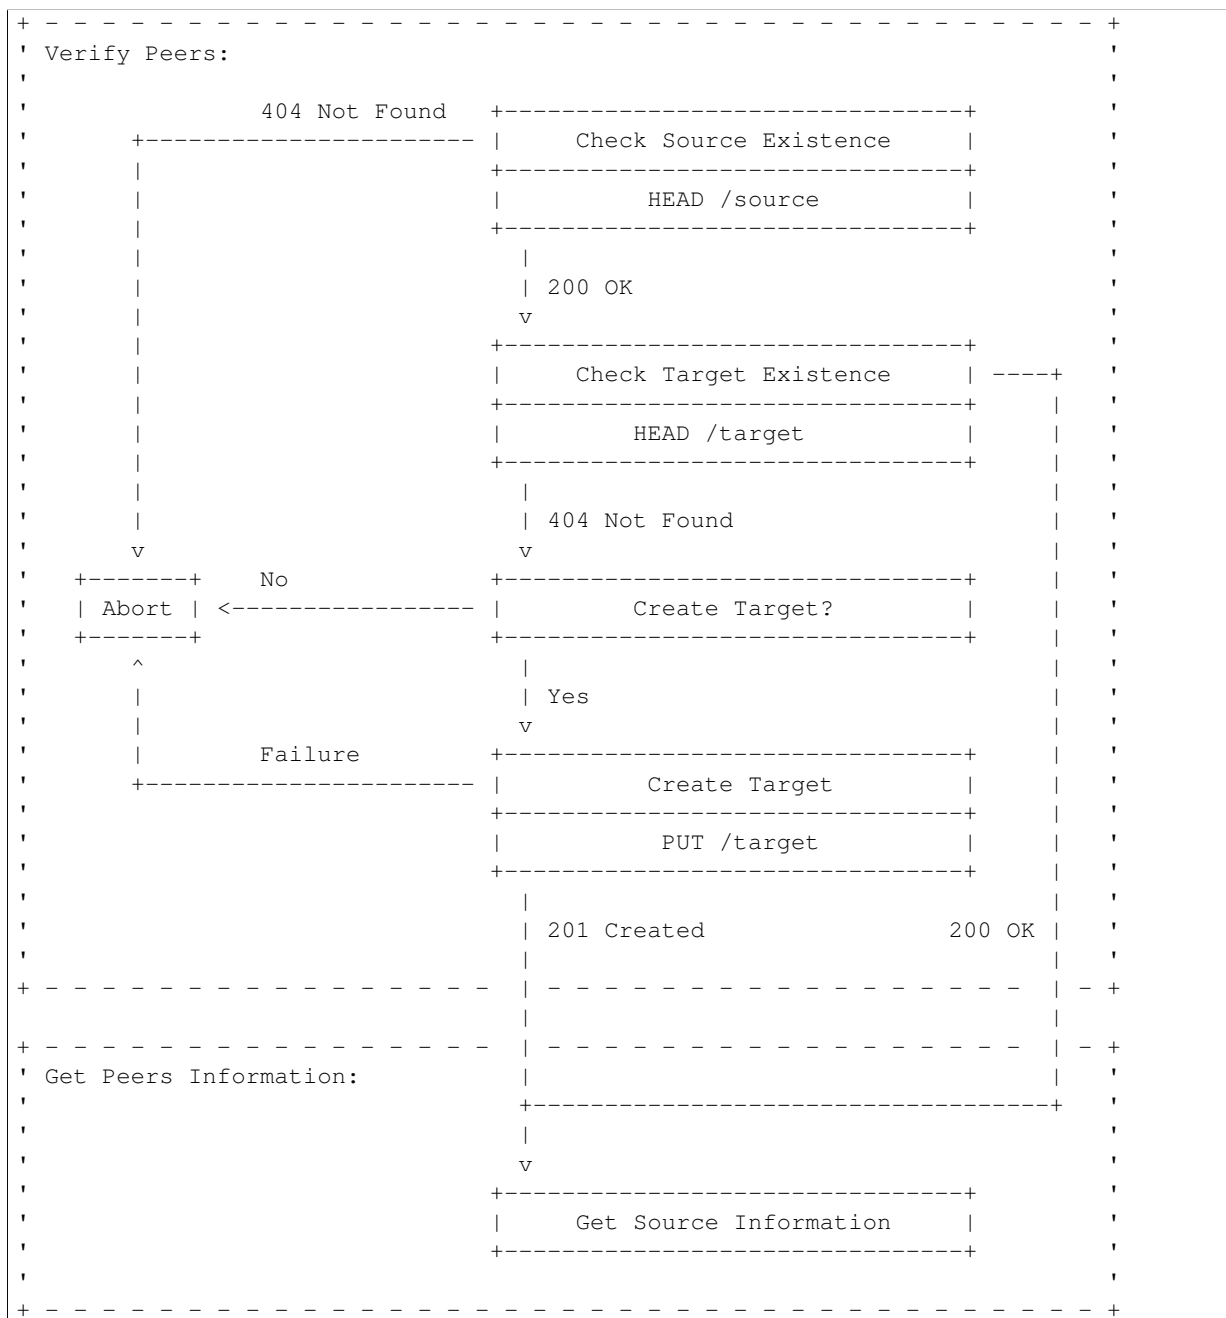 Verify Peers:
404 Not Found
Check Source Existence
HEAD /source
200 OK
Check Target Existence
HEAD /target
404 Not Found
No
Abort
Create Target?
Yes
Failure
Create Target
PUT /target
201 Created 200 OK
Get Peers Information:
Get Source Information